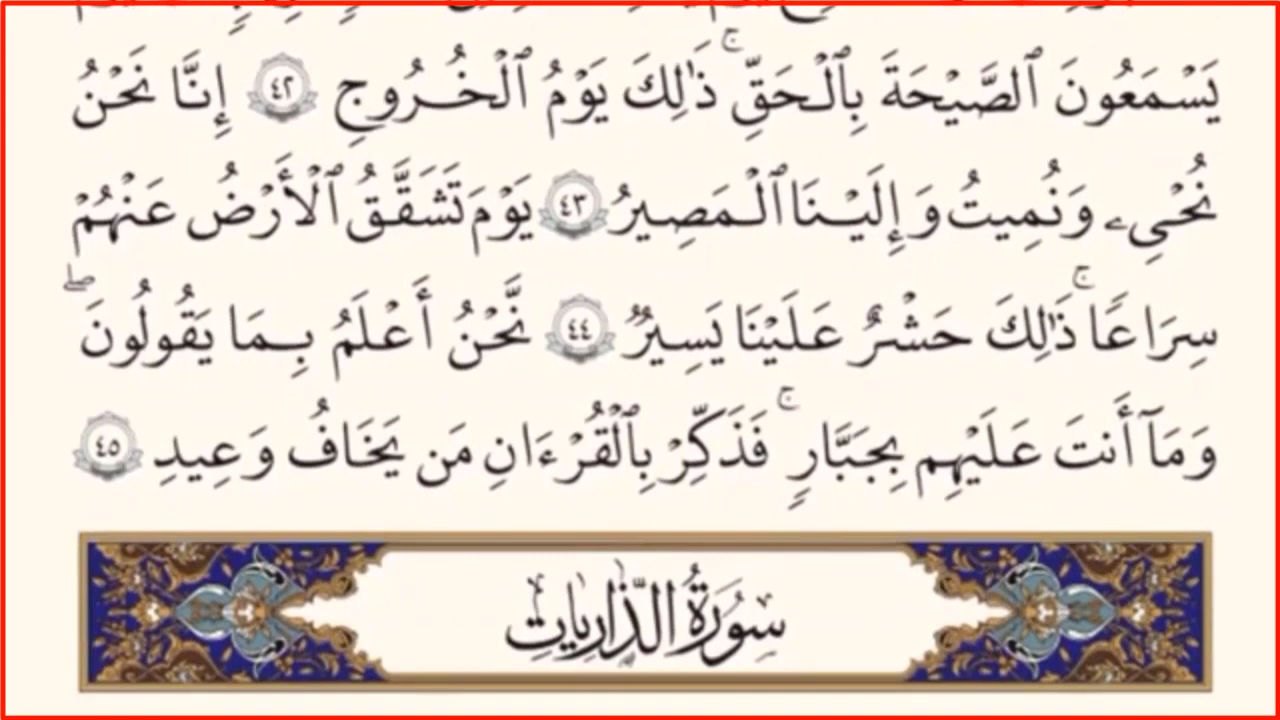 يَسْمَعُونَ ٱلصَّيْحَةَ بِٱلْحَقِّ ۚ ذَٰلِكَ يَوْمُ ٱلْخُرُوجِ ٤٢ إِنَّا نَحْنُ
نُحْىِۦ وَنُمِيتُ وَإِلَيْنَا ٱلْمَصِيرُ ٤٣ يَوْمَ تَشَقَّقُ ٱلْأَرْضُ عَنْهُمْ
سِرَاعًا ۚ ذَٰلِكَ حَشْرٌ عَلَيْنَا يَسِيرٌ ٤٤ نَّحْنُ أَعْلَمُ بِمَا يَقُولُونَ ۖ
وَمَآ أَنتَ عَلَيْهِم بِجَبَّارٍ ۚ فَذَكِّرْ بِٱلْقُرْءَانِ مَن يَخَافُ وَعِيدِ ٤٥
سُورَةُ الذَّارِيَاتِ